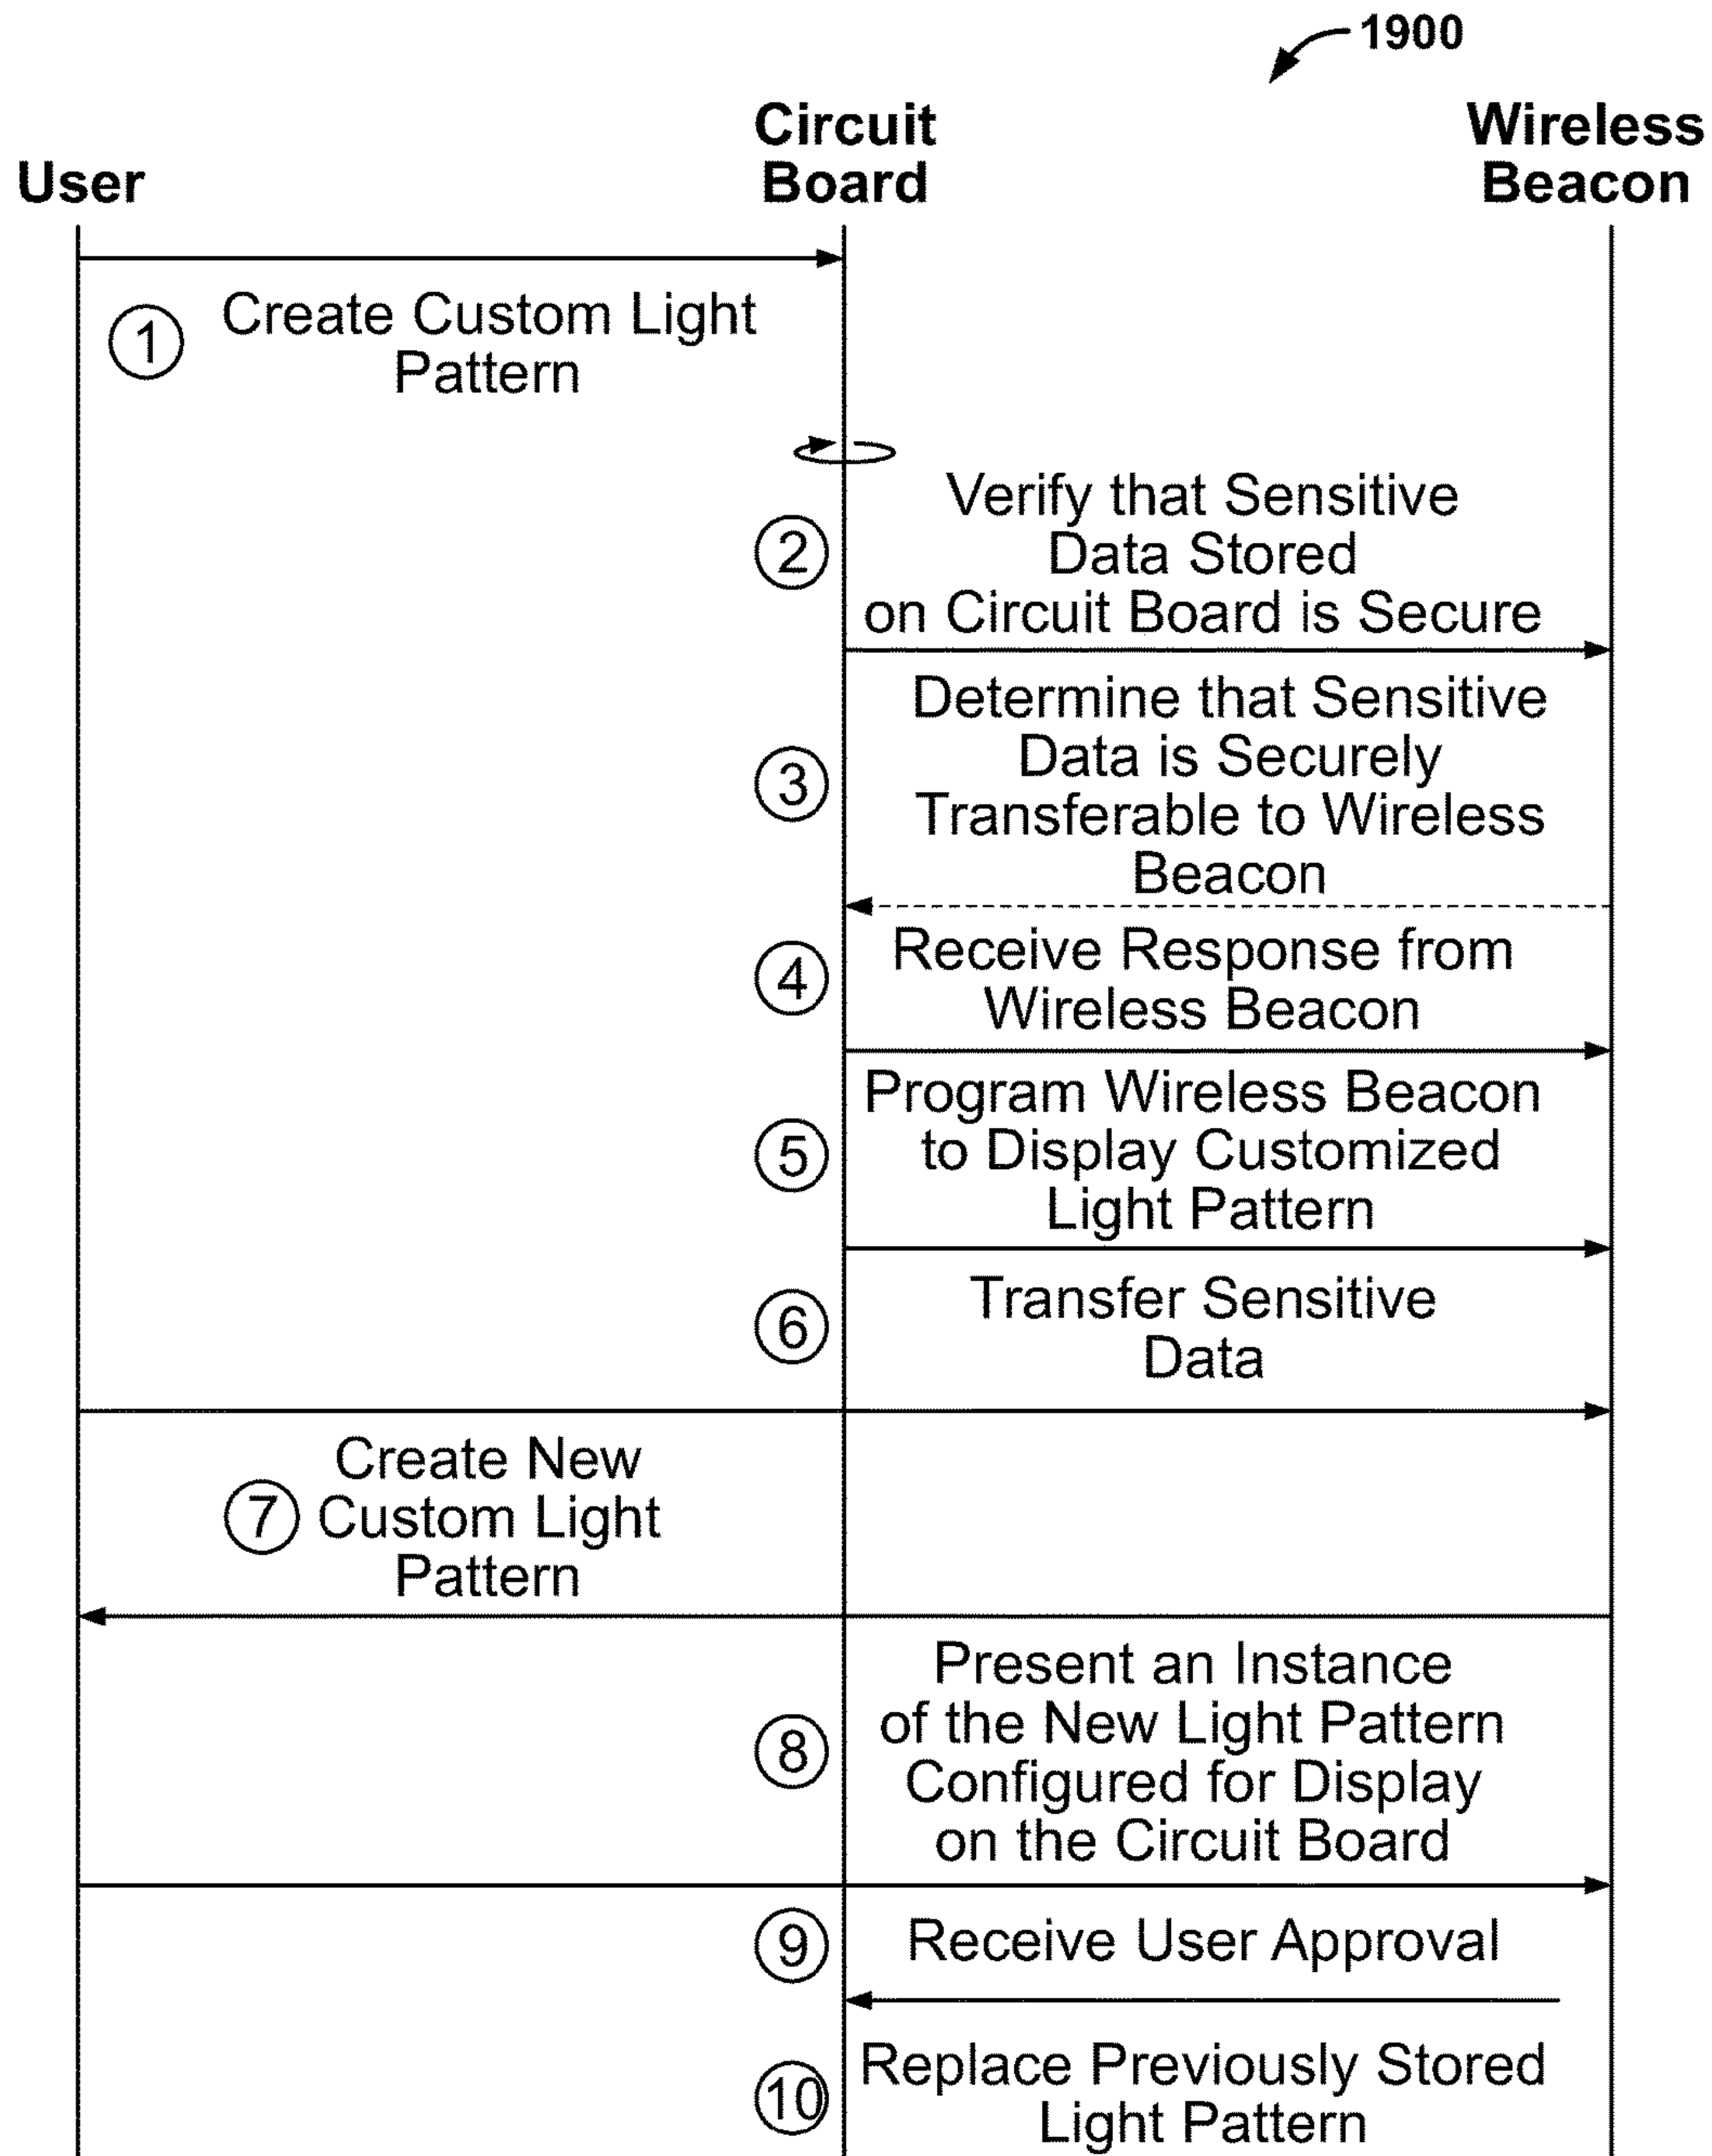 1900
User
Circuit
Board
Wireless
Beacon
1
Create Custom Light
Pattern
2
Verify that Sensitive
Data Stored
on Circuit Board is Secure
3
Determine that Sensitive
Data is Securely
Transferable to Wireless
Beacon
4
Receive Response from
Wireless Beacon
5
Program Wireless Beacon
to Display Customized
Light Pattern
6
Transfer Sensitive
Data
7
Create New
Custom Light
Pattern
8
Present an Instance
of the New Light Pattern
Configured for Display
on the Circuit Board
9
Receive User Approval
10
Replace Previously Stored
Light Pattern